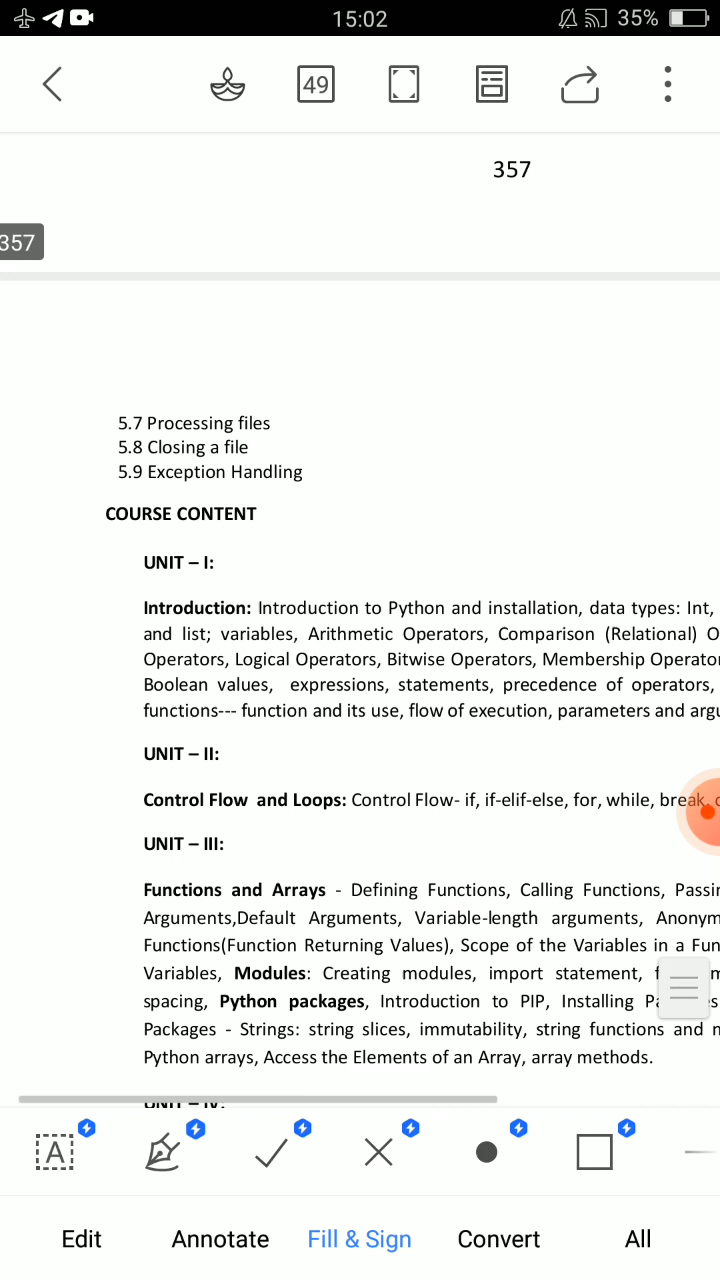 15:02
35%
49
357
357
5.7 Processing files
5.8 Closing a file
5.9 Exception Handling
COURSE CONTENT
UNIT – I:
Introduction: Introduction to Python and installation, data types: Int,
and list; variables, Arithmetic Operators, Comparison (Relational) O
Operators, Logical Operators, Bitwise Operators, Membership Operator
Boolean values, expressions, statements, precedence of operators,
functions--- function and its use, flow of execution, parameters and argu
UNIT – II:
Control Flow and Loops: Control Flow- if, if-elif-else, for, while, break,
UNIT – III:
Functions and Arrays - Defining Functions, Calling Functions, Passin
Arguments,Default Arguments, Variable-length arguments, Anonym
Functions(Function Returning Values), Scope of the Variables in a Fun
Variables, Modules: Creating modules, import statement,
spacing, Python packages, Introduction to PIP, Installing
Packages - Strings: string slices, immutability, string functions and m
Python arrays, Access the Elements of an Array, array methods.
UNIT – IV:
A
Edit Annotate Fill & Sign Convert All